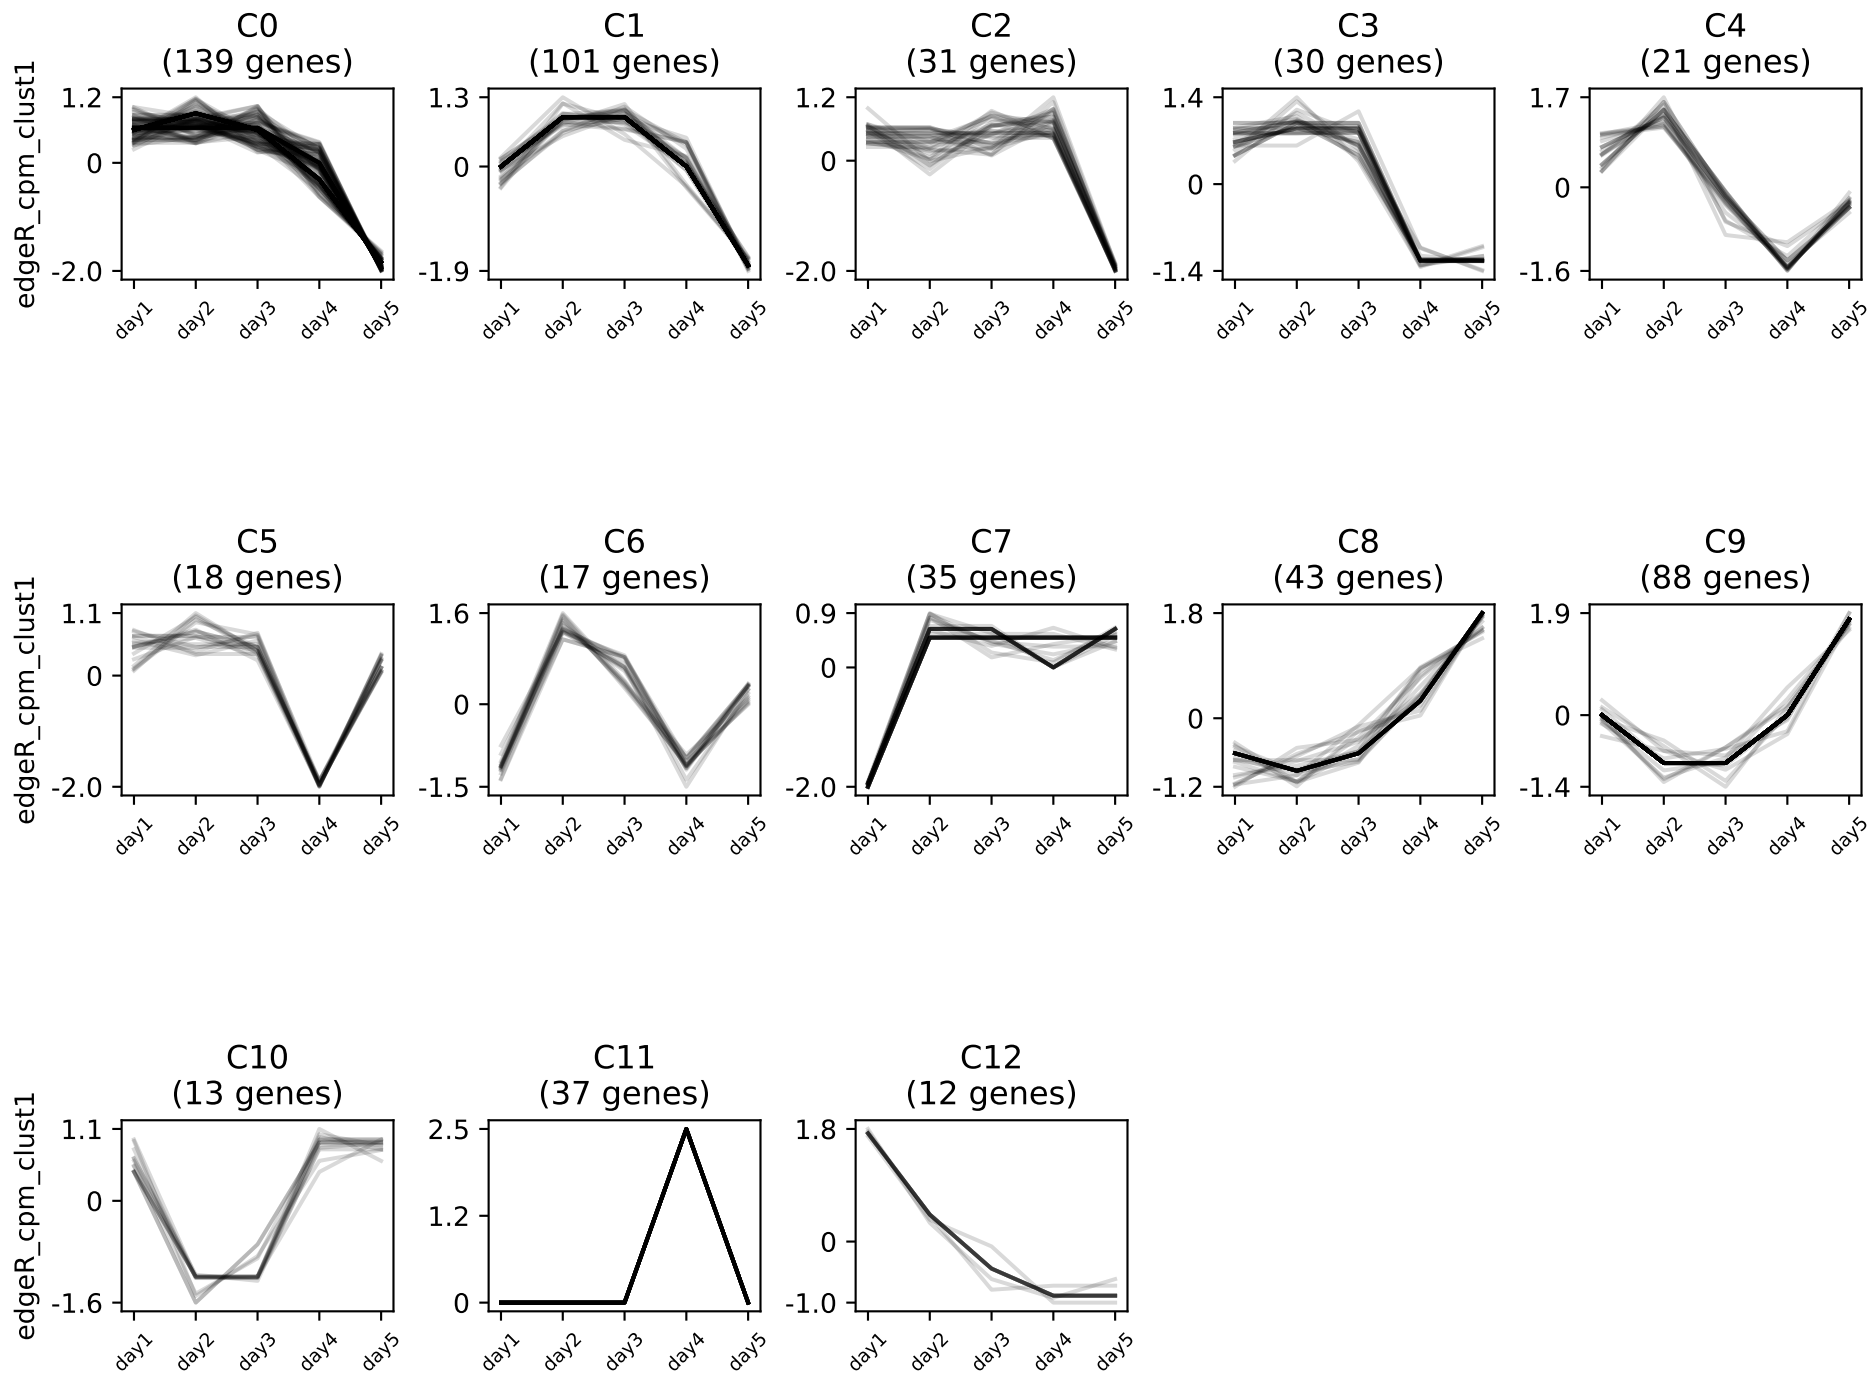 C0
(139 genes)
C1
(101 genes)
C2
(31 genes)
C3
(30 genes)
C4
(21 genes)
edgeR_cpm_clust1
1.2
0
-2.0
day1
day2
day3
day4
day5
1.3
0
-1.9
day1
day2
day3
day4
day5
1.2
0
-2.0
day1
day2
day3
day4
day5
1.4
0
-1.4
day1
day2
day3
day4
day5
1.7
0
-1.6
day1
day2
day3
day4
day5
C5
(18 genes)
C6
(17 genes)
C7
(35 genes)
C8
(43 genes)
C9
(88 genes)
edgeR_cpm_clust1
1.1
0
-2.0
day1
day2
day3
day4
day5
1.6
0
-1.5
day1
day2
day3
day4
day5
0.9
0
-2.0
day1
day2
day3
day4
day5
1.8
0
-1.2
day1
day2
day3
day4
day5
1.9
0
-1.4
day1
day2
day3
day4
day5
C10
(13 genes)
C11
(37 genes)
C12
(12 genes)
edgeR_cpm_clust1
1.1
0
-1.6
day1
day2
day3
day4
day5
2.5
1.2
0
day1
day2
day3
day4
day5
1.8
0
-1.0
day1
day2
day3
day4
day5